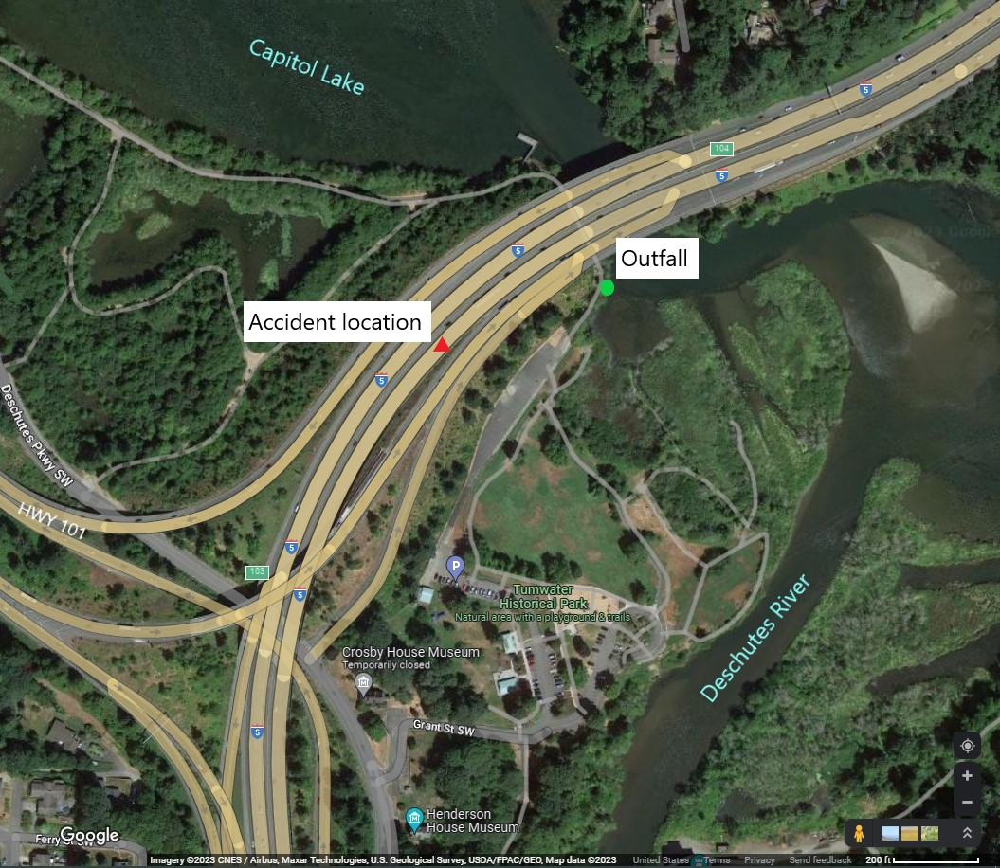 Capitol Lake
5
104
5
5
Outfall
Accident location
5
Deschutes Pkwy SW
HWY 101
5
103
5
P
Tumwater
Historical Park
Natural area with a playground & trails
Deschutes River
Crosby House Museum
Temporarily closed
Grant St SW
5
Henderson
House Museum
Google
Imagery ©2023 CNES / Airbus, Maxar Technologies, U.S. Geological Survey, USDA/FPAC/GEO, Map data ©2023 United States Terms Privacy Send feedback 200 ft